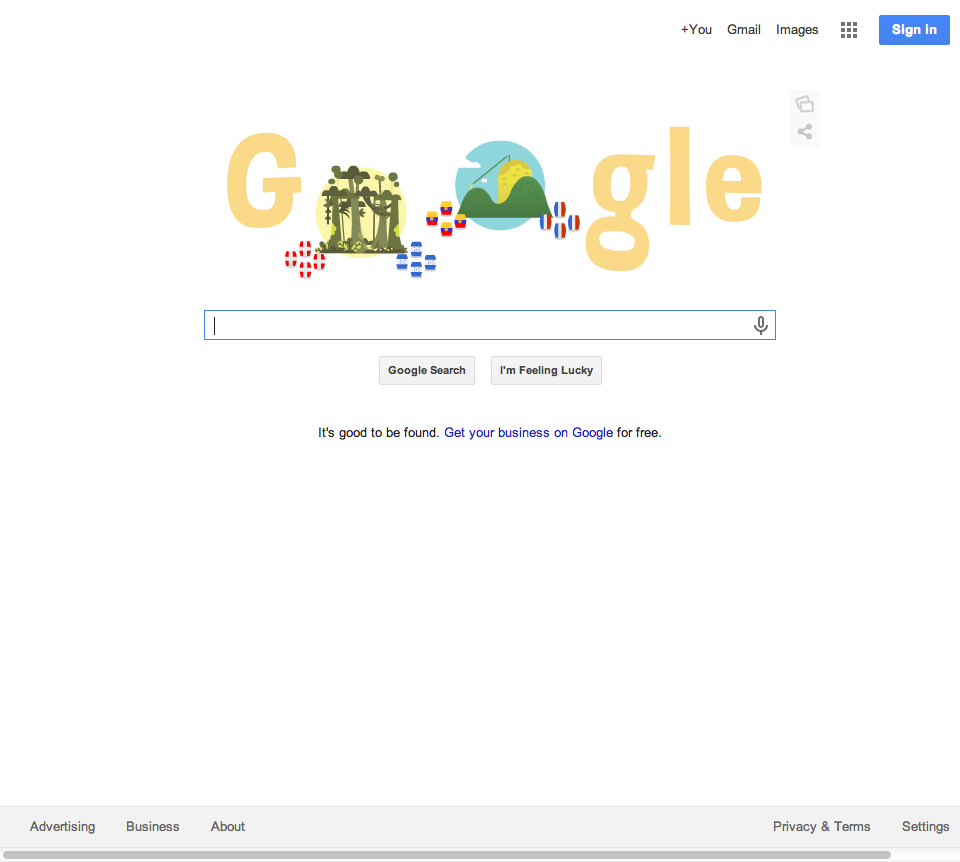 +You Gmail Images Sign in
Google
Google Search I'm Feeling Lucky
It's good to be found. Get your business on Google for free.
Advertising Business About Privacy & Terms Settings